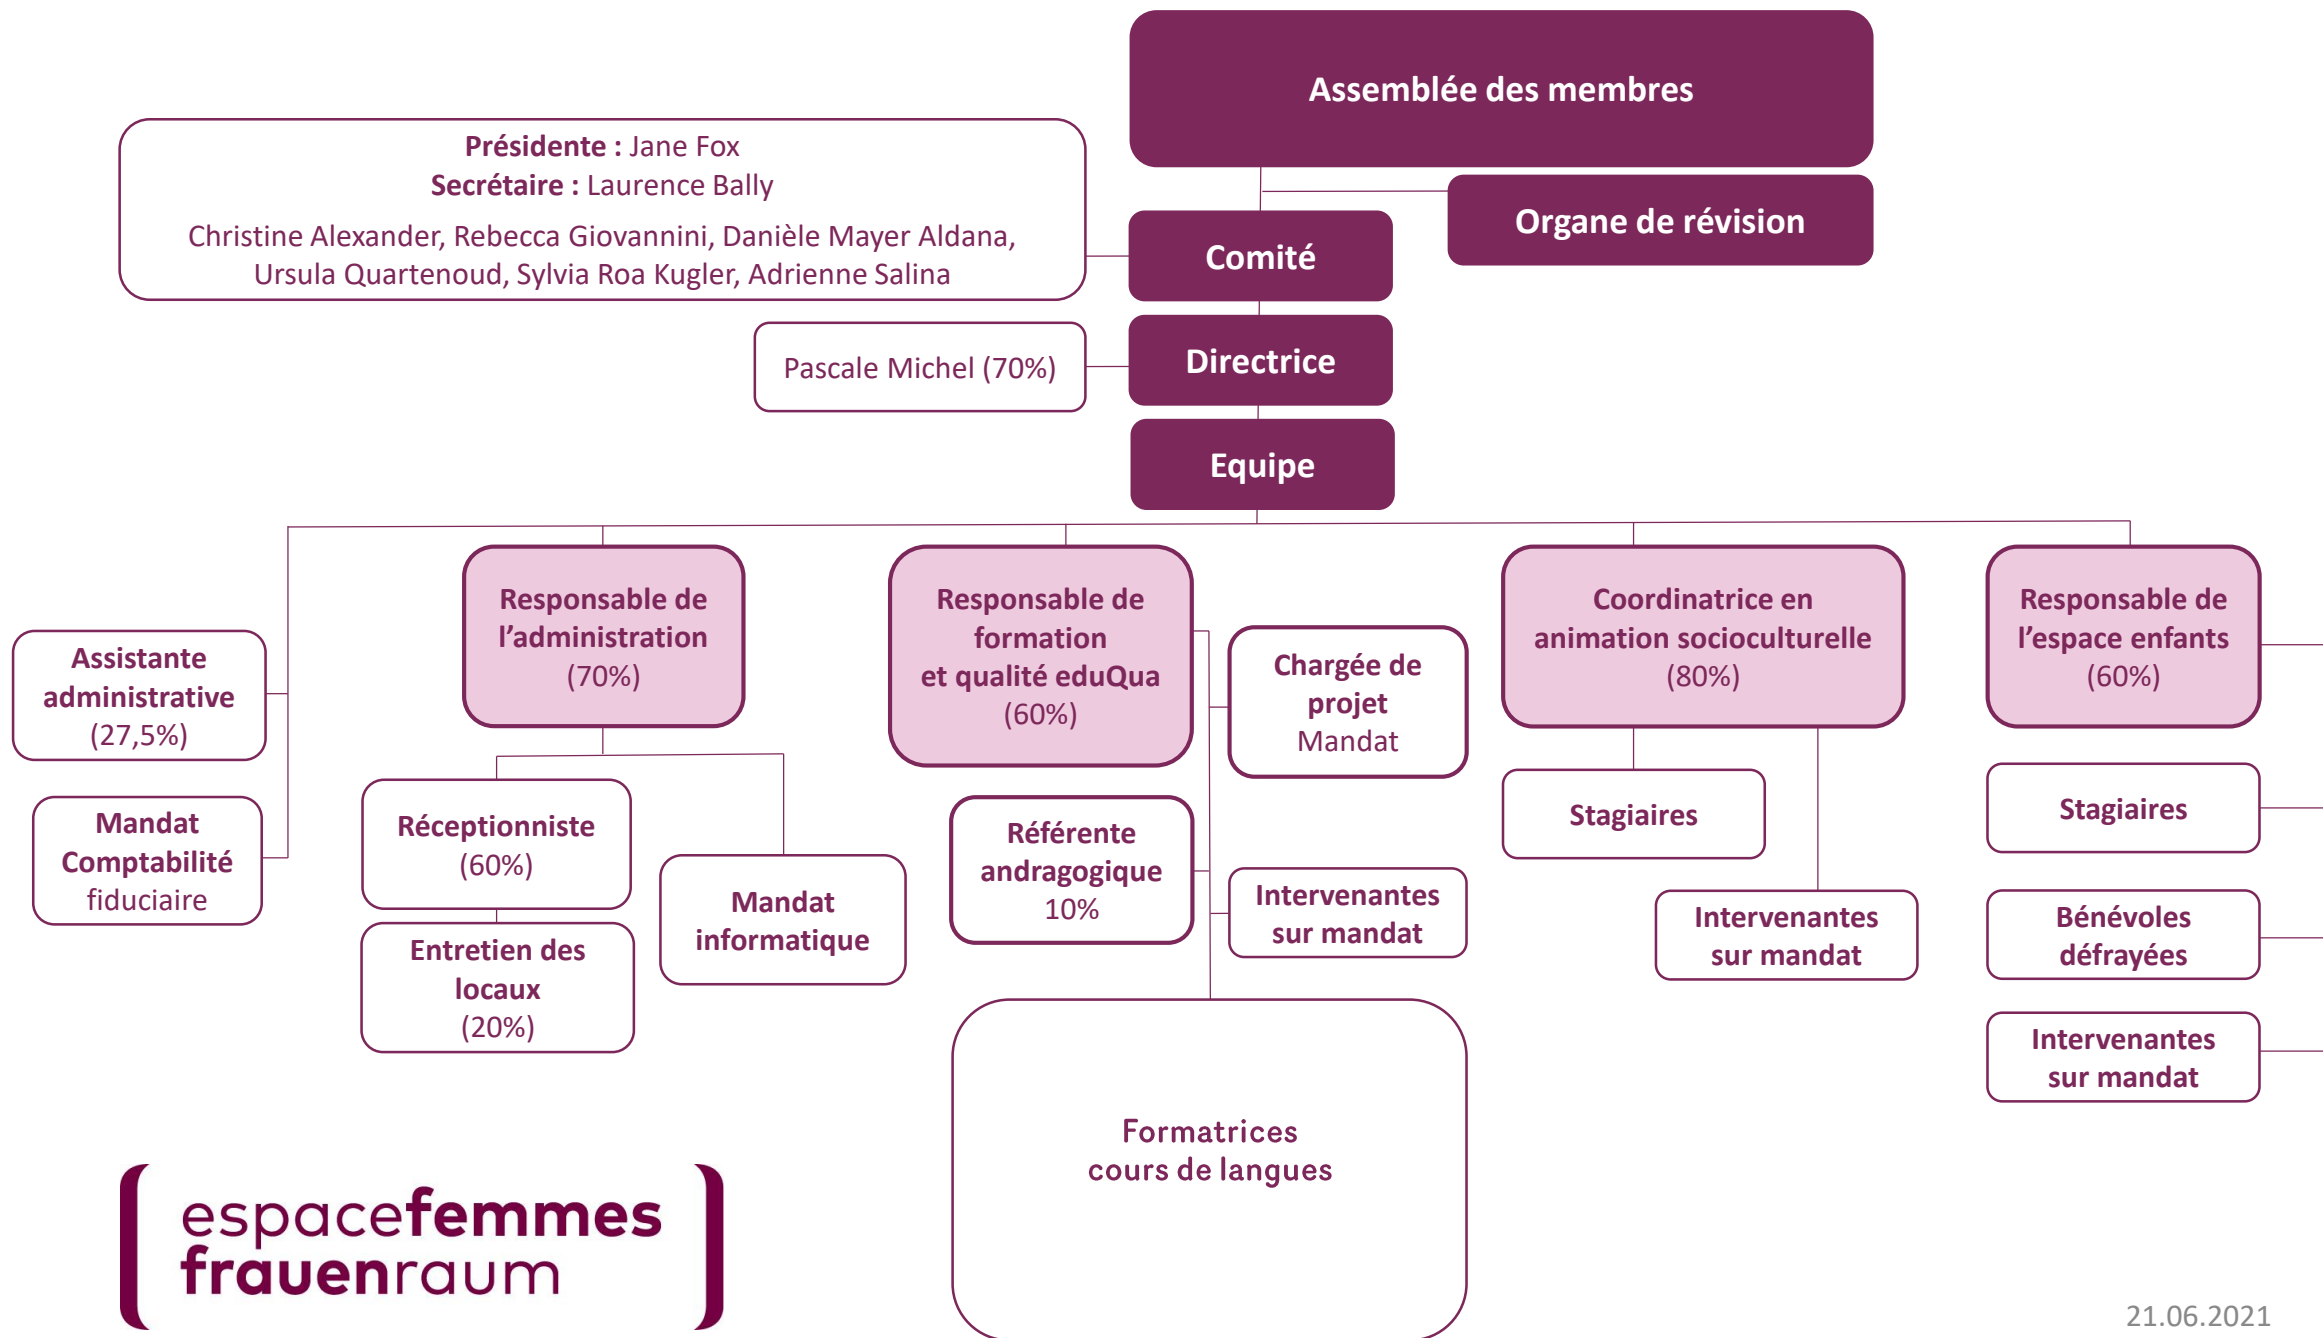 Assemblée des membres
Présidente : Jane Fox
Secrétaire : Laurence Bally
Christine Alexander, Rebecca Giovannini, Danièle Mayer Aldana,
Ursula Quartenoud, Sylvia Roa Kugler, Adrienne Salina
Organe de révision
Comité
Pascale Michel (70%)
Directrice
Equipe
Assistante
administrative
(27,5%)
Mandat
Comptabilité
fiduciaire
Responsable de
l’administration
(70%)
Réceptionniste
(60%)
Entretien des
locaux
(20%)
Mandat
informatique
Responsable de
formation
et qualité eduQua
(60%)
Chargée de
projet
Mandat
Référente
andragogique
10%
Intervenantes
sur mandat
Formatrices
cours de langues
Coordinatrice en
animation socioculturelle
(80%)
Stagiaires
Intervenantes
sur mandat
Responsable de
l’espace enfants
(60%)
Stagiaires
Bénévoles
défrayées
Intervenantes
sur mandat
espacefemmes
frauenraum
21.06.2021